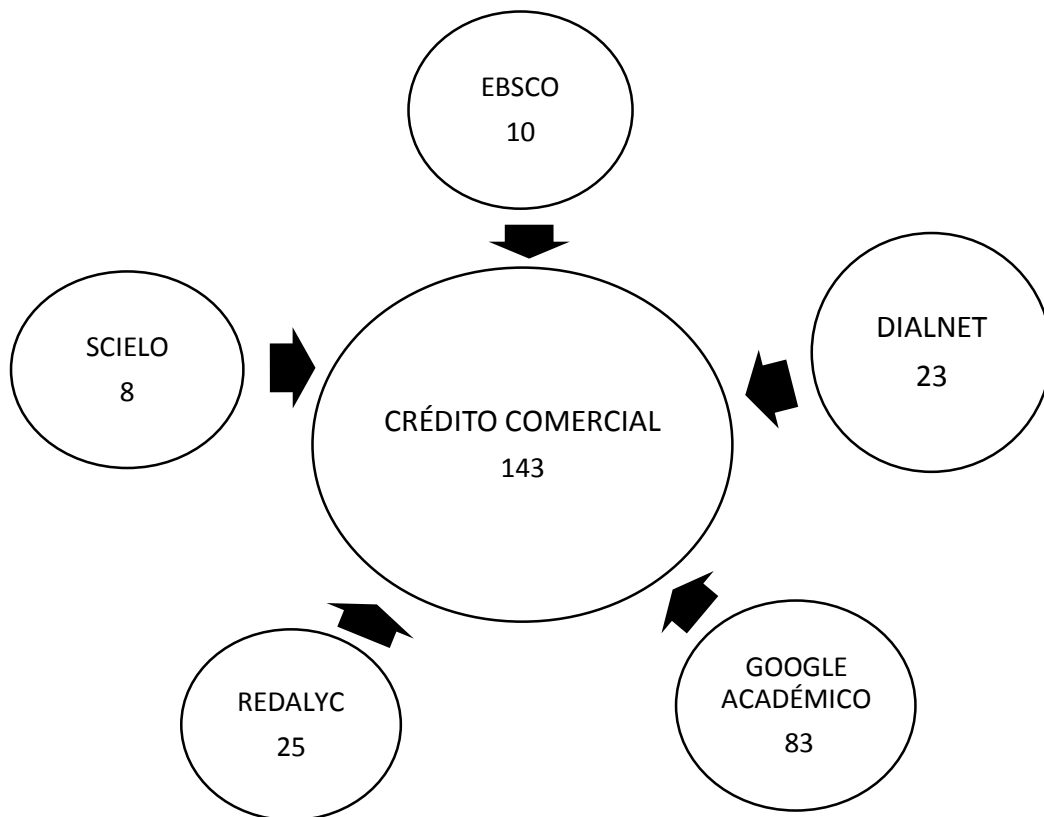 EBSCO
10
SCIELO
8
DIALNET
23
CRÉDITO COMERCIAL
143
REDALYC
25
GOOGLE
ACADÉMICO
83